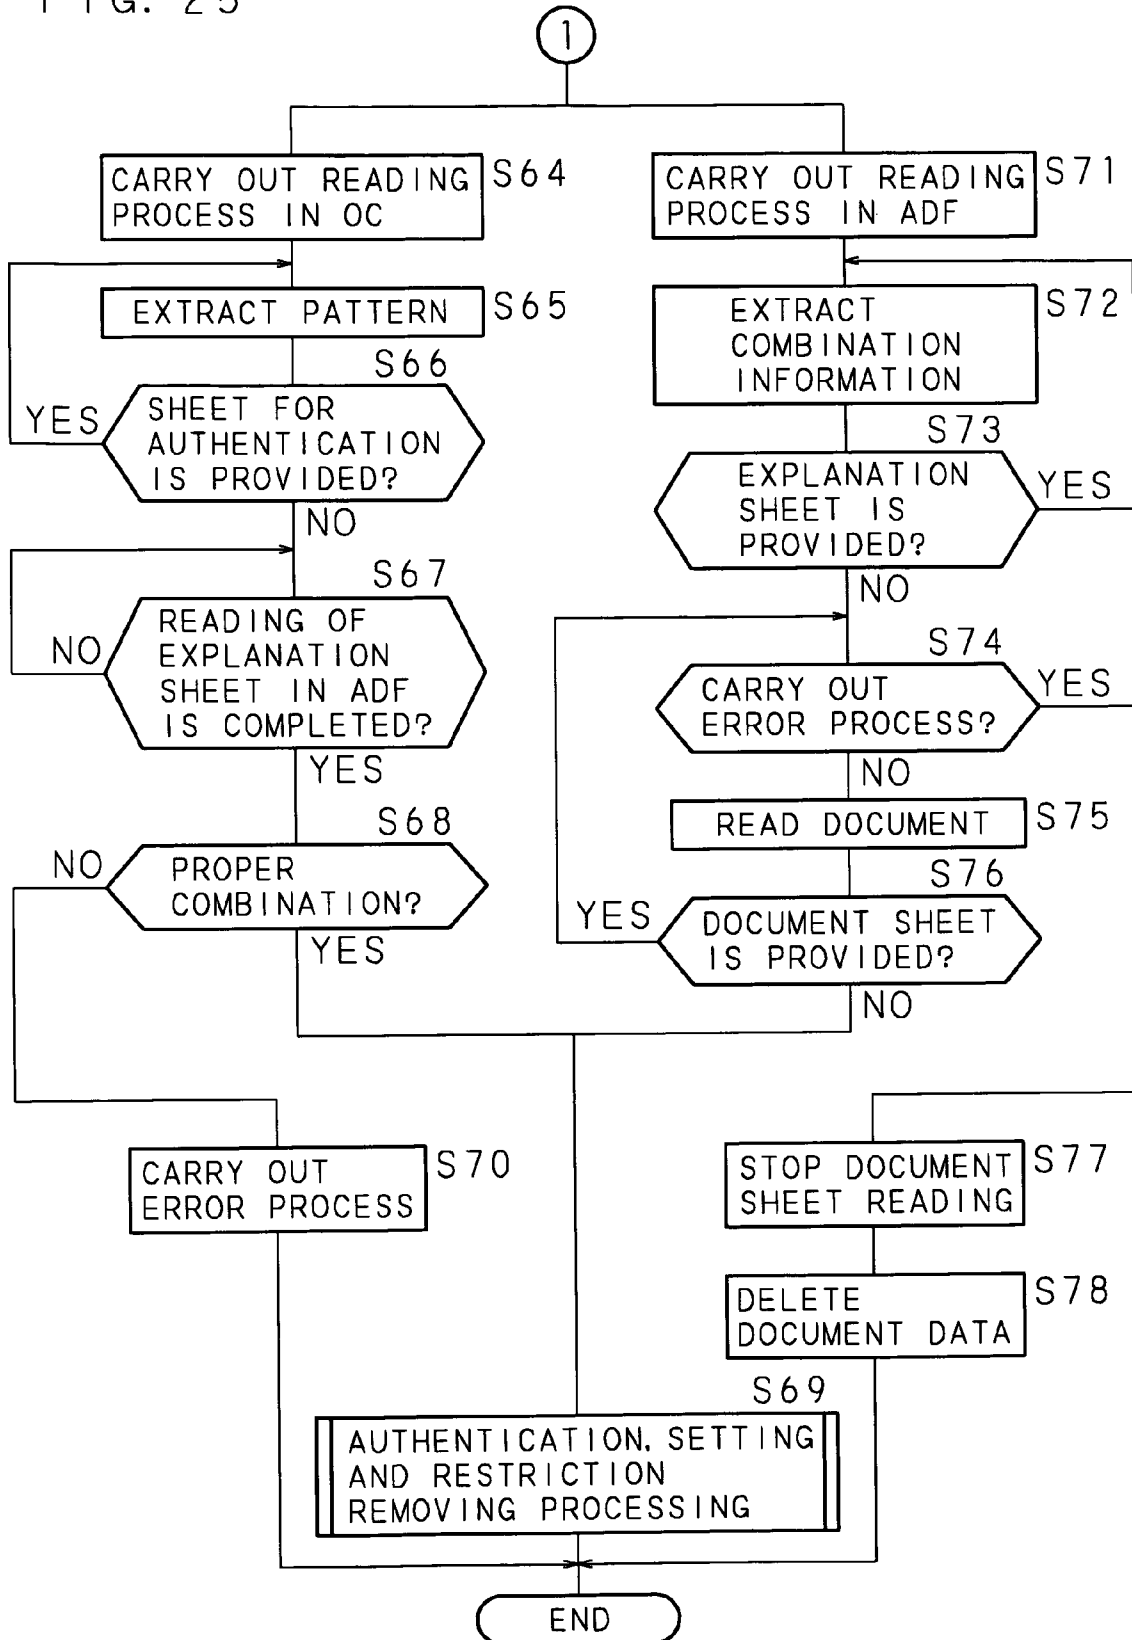 FIG. 25
1
CARRY OUT READING
PROCESS IN OC
S64
EXTRACT PATTERN
S65
S66
SHEET FOR
AUTHENTICATION
IS PROVIDED?
YES
NO
S67
READING OF
EXPLANATION
SHEET IN ADF
IS COMPLETED?
NO
YES
S68
PROPER
COMBINATION?
NO
YES
CARRY OUT
ERROR PROCESS
S70
CARRY OUT READING
PROCESS IN ADF
S71
EXTRACT
COMBINATION
INFORMATION
S72
S73
EXPLANATION
SHEET IS
PROVIDED?
YES
NO
S74
CARRY OUT
ERROR PROCESS?
YES
NO
READ DOCUMENT
S75
S76
DOCUMENT SHEET
IS PROVIDED?
YES
NO
STOP DOCUMENT
SHEET READING
S77
DELETE
DOCUMENT DATA
S78
S69
AUTHENTICATION, SETTING
AND RESTRICTION
REMOVING PROCESSING
END